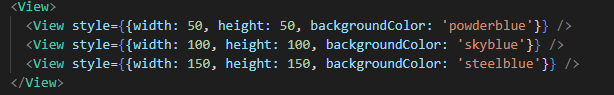 <View>
<View style={{width: 50, height: 50, backgroundColor: 'powderblue'}} />
<View style={{width: 100, height: 100, backgroundColor: 'skyblue'}} />
<View style={{width: 150, height: 150, backgroundColor: 'steelblue'}} />
</View>